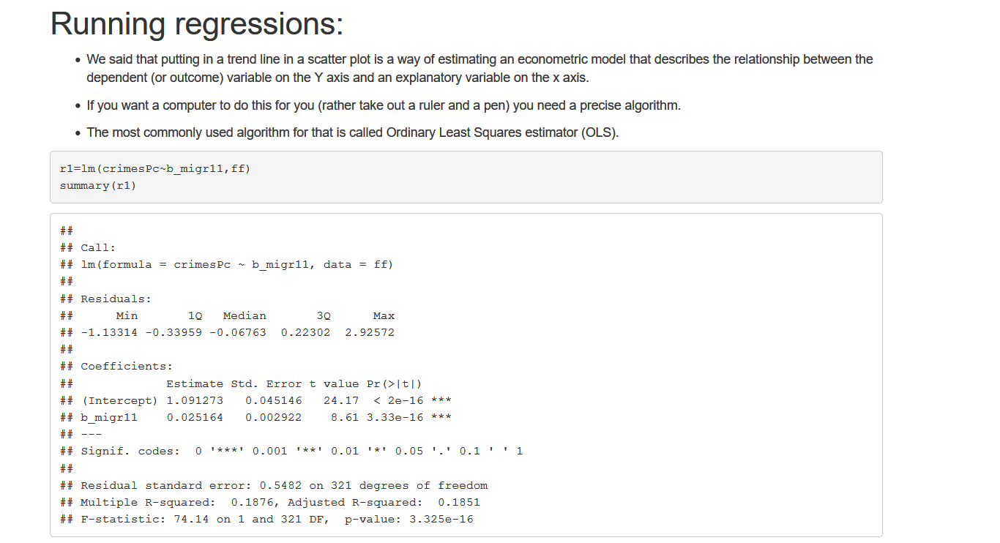 Running regressions:
• We said that putting in a trend line in a scatter plot is a way of estimating an econometric model that describes the relationship between the
dependent (or outcome) variable on the Y axis and an explanatory variable on the x axis.
• If you want a computer to do this for you (rather take out a ruler and a pen) you need a precise algorithm.
• The most commonly used algorithm for that is called Ordinary Least Squares estimator (OLS).
r1=lm(crimesPc~b_migr11,ff)
summary(r1)
##
## Call:
## lm(formula = crimesPc ~ b_migr11, data = ff)
##
## Residuals:
##      Min       1Q   Median       3Q      Max
## -1.13314 -0.33959 -0.06763  0.22302  2.92572
##
## Coefficients:
##             Estimate Std. Error t value Pr(>|t|)
## (Intercept) 1.091273   0.045146   24.17  < 2e-16 ***
## b_migr11    0.025164   0.002922    8.61 3.33e-16 ***
## ---
## Signif. codes:  0 '***' 0.001 '**' 0.01 '*' 0.05 '.' 0.1 ' ' 1
##
## Residual standard error: 0.5482 on 321 degrees of freedom
## Multiple R-squared:  0.1876, Adjusted R-squared:  0.1851
## F-statistic: 74.14 on 1 and 321 DF,  p-value: 3.325e-16